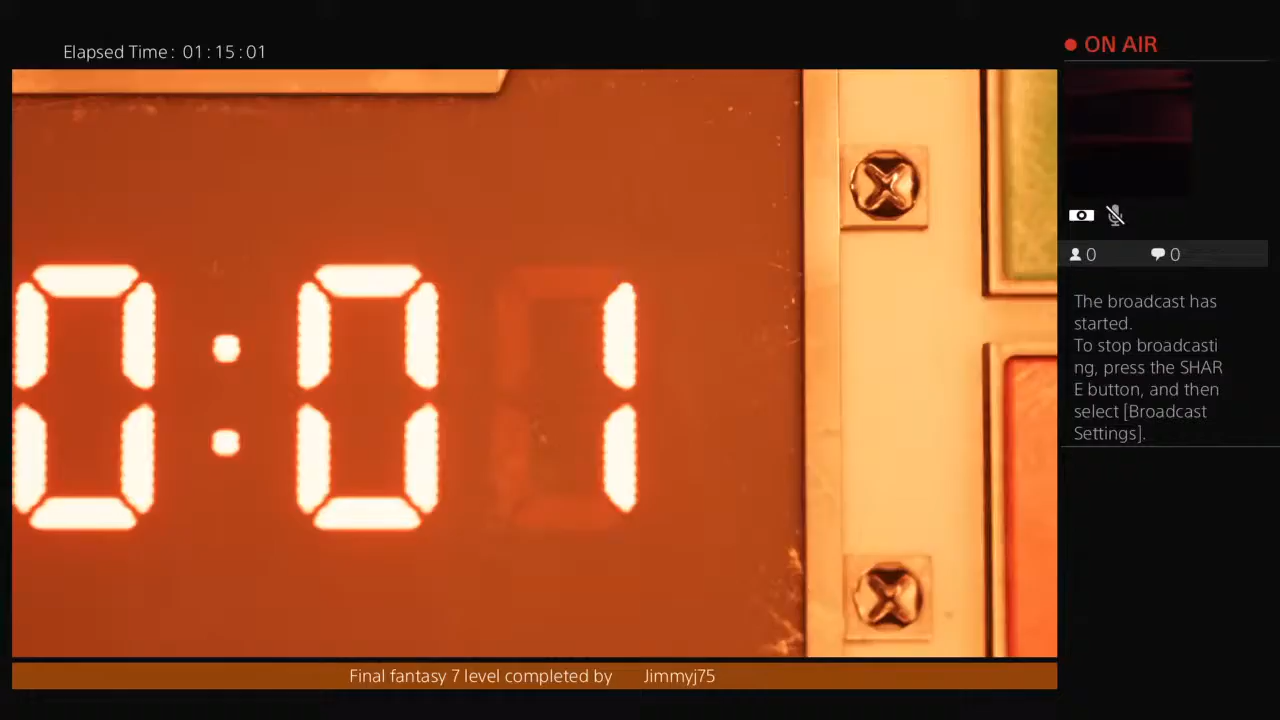 Elapsed Time: 01:15:01
ON AIR
0:01
0
0
The broadcast has
started.
To stop broadcasti
ng, press the SHAR
E button, and then
select [Broadcast
Settings].
Final fantasy 7 level completed by Jimmyj75